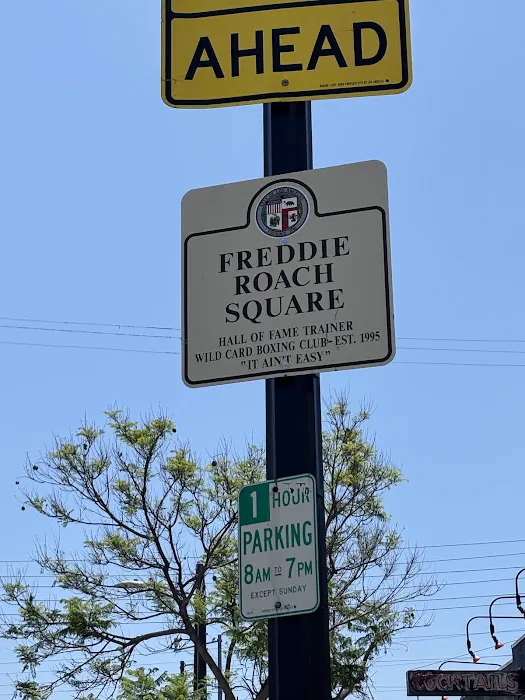 AHEAD
FREDDIE
ROACH
SQUARE
HALL OF FAME TRAINER
WILD CARD BOXING CLUB-EST. 1995
"IT AIN'T EASY"
1 HOUR
PARKING
8AM TO 7PM
EXCEPT SUNDAY
COCKTAILS